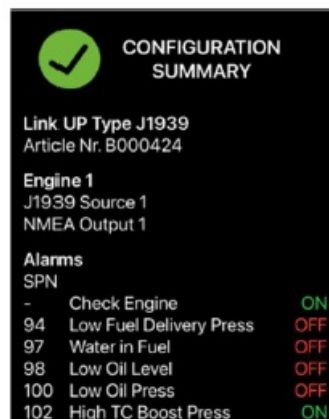 CONFIGURATION
SUMMARY
Link UP Type J1939
Article Nr. B000424
Engine 1
J1939 Source 1
NMEA Output 1
Alarms
SPN
- Check Engine ON
94 Low Fuel Delivery Press OFF
97 Water in Fuel OFF
98 Low Oil Level OFF
100 Low Oil Press OFF
102 High TC Boost Press ON